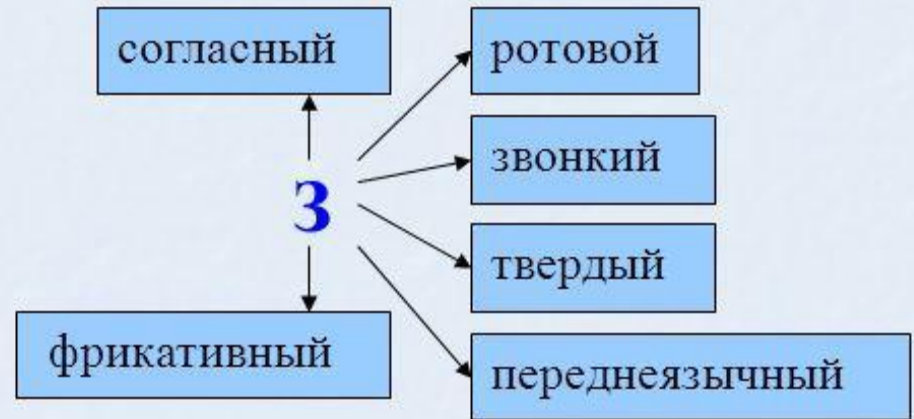 согласный
ротовой
звонкий
З
твердый
фрикативный
переднеязычный